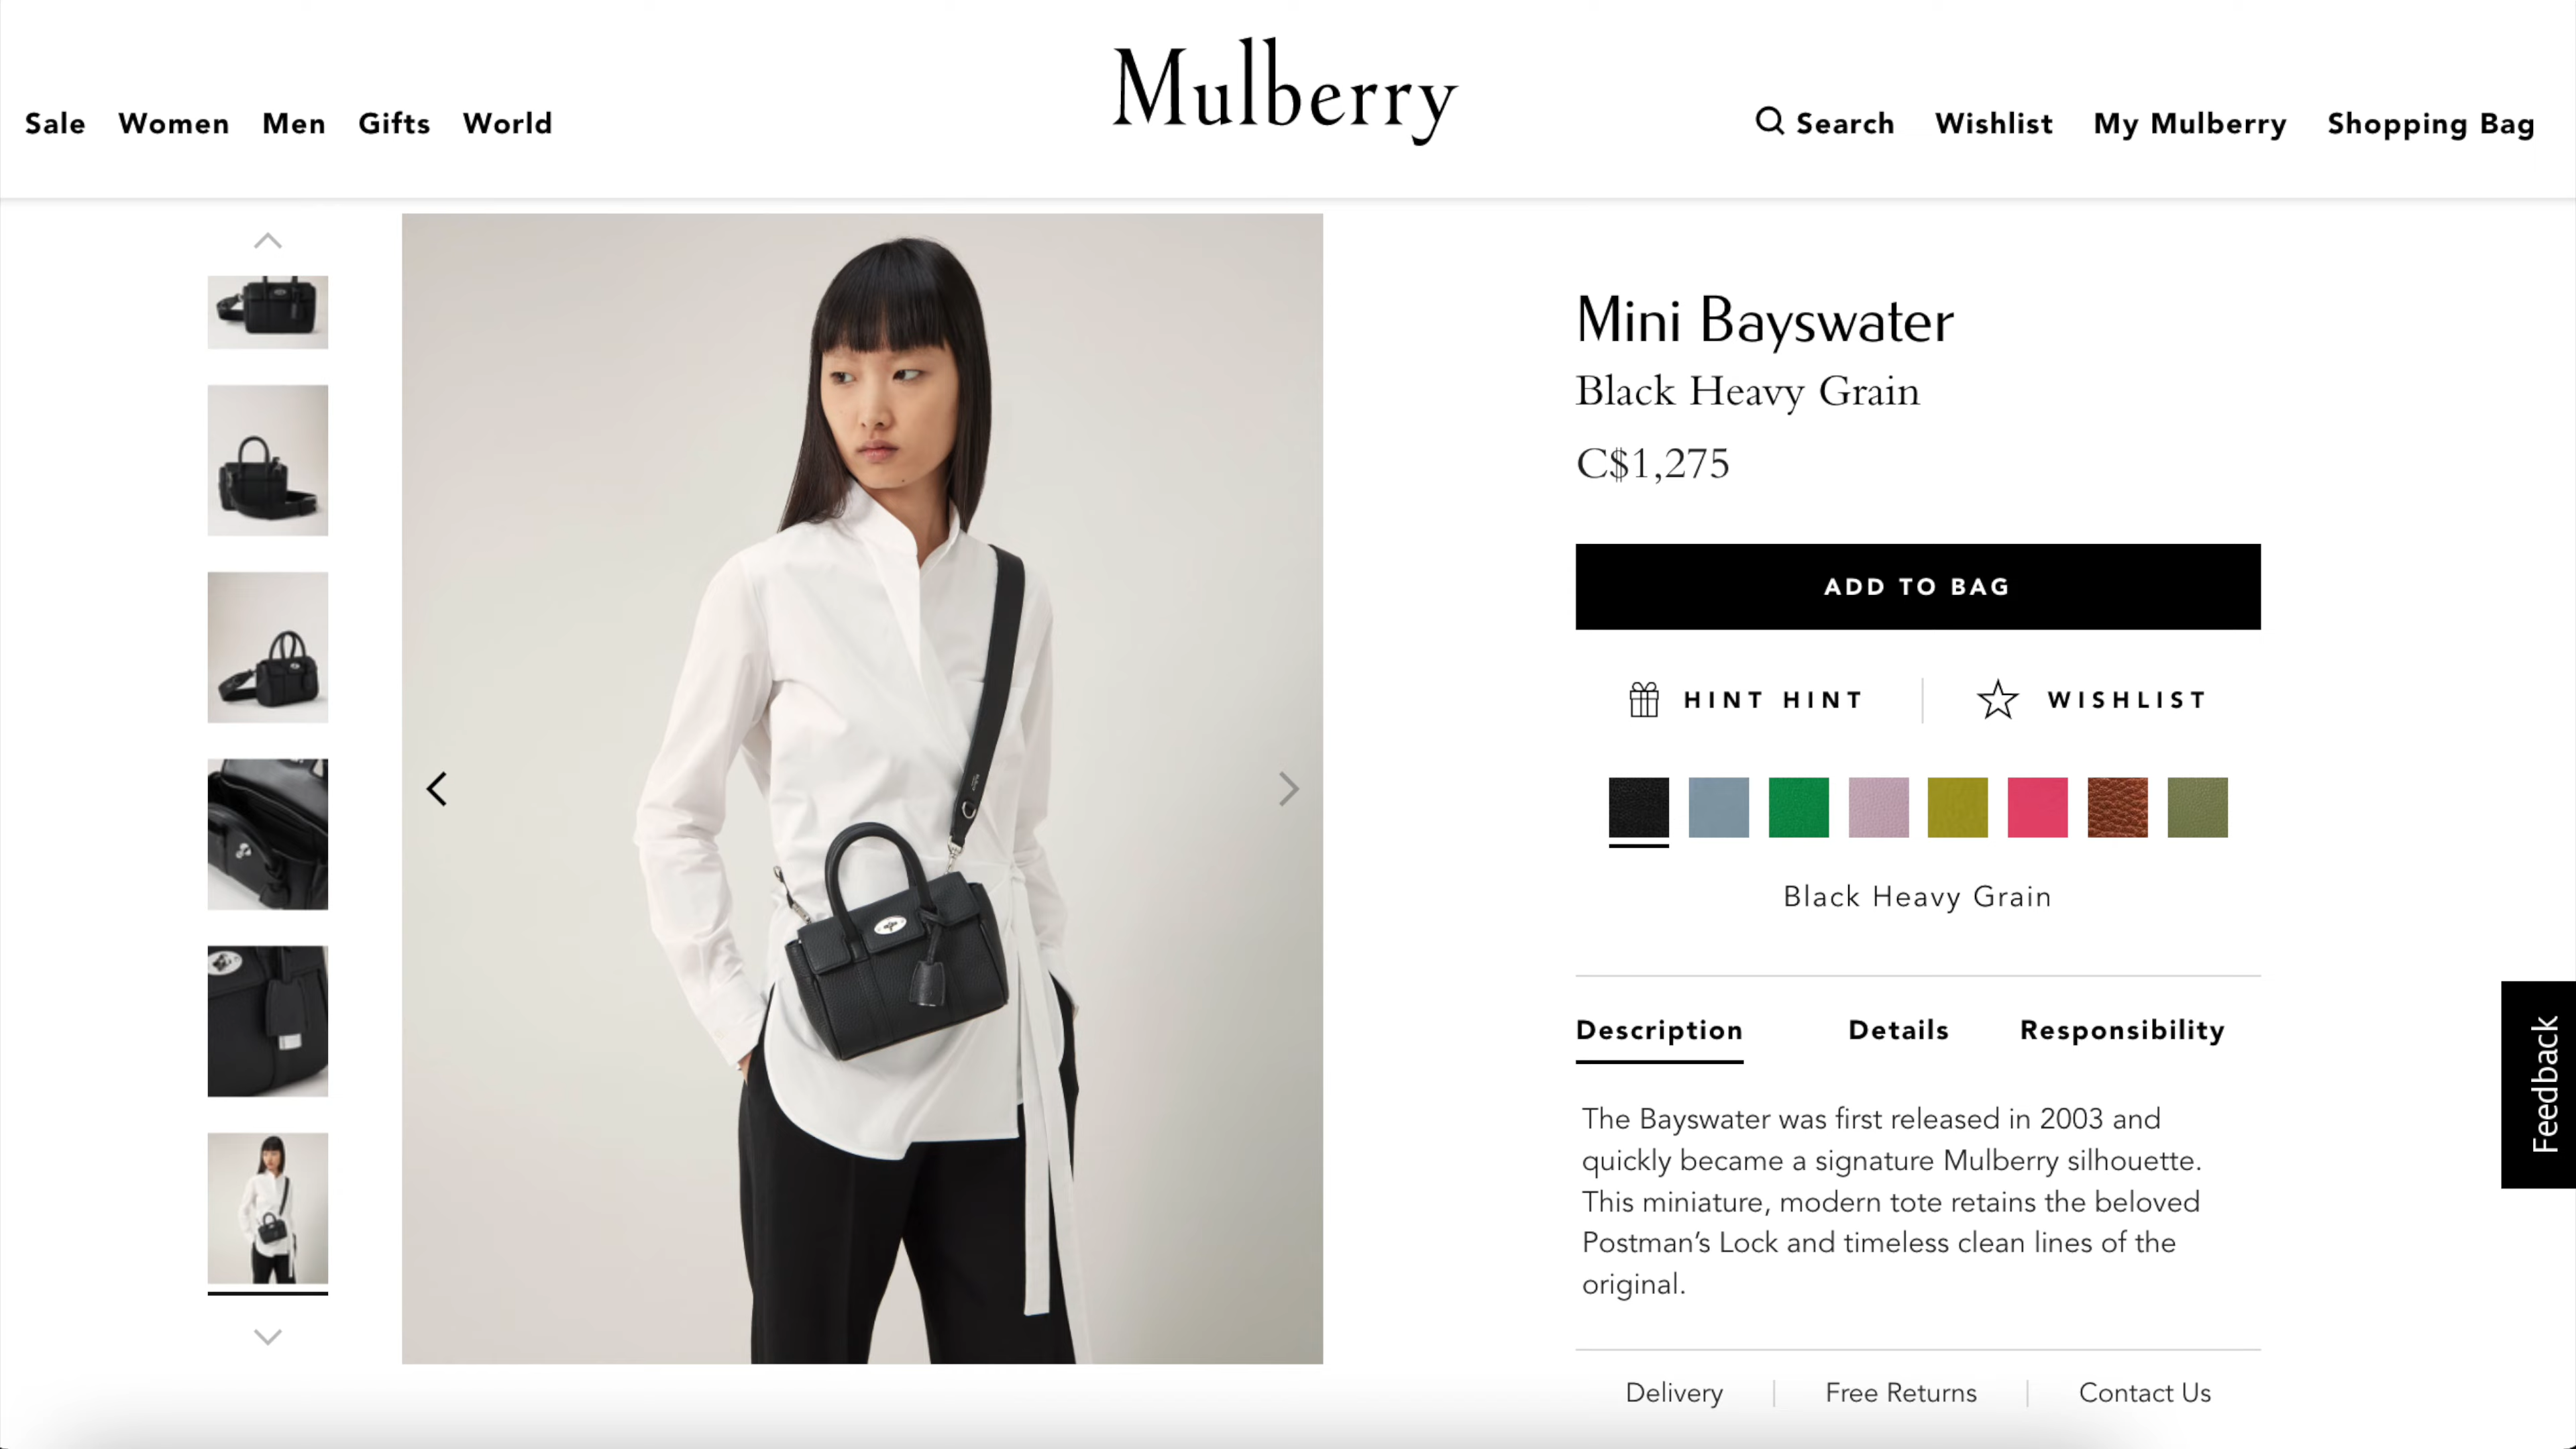 Mulberry
Sale Women Men Gifts World
Search Wishlist My Mulberry Shopping Bag
Mini Bayswater
Black Heavy Grain
C$1,275
ADD TO BAG
HINT HINT WISHLIST
Black Heavy Grain
Description Details Responsibility
The Bayswater was first released in 2003 and
quickly became a signature Mulberry silhouette.
This miniature, modern tote retains the beloved
Postman's Lock and timeless clean lines of the
original.
Delivery Free Returns Contact Us
Feedback